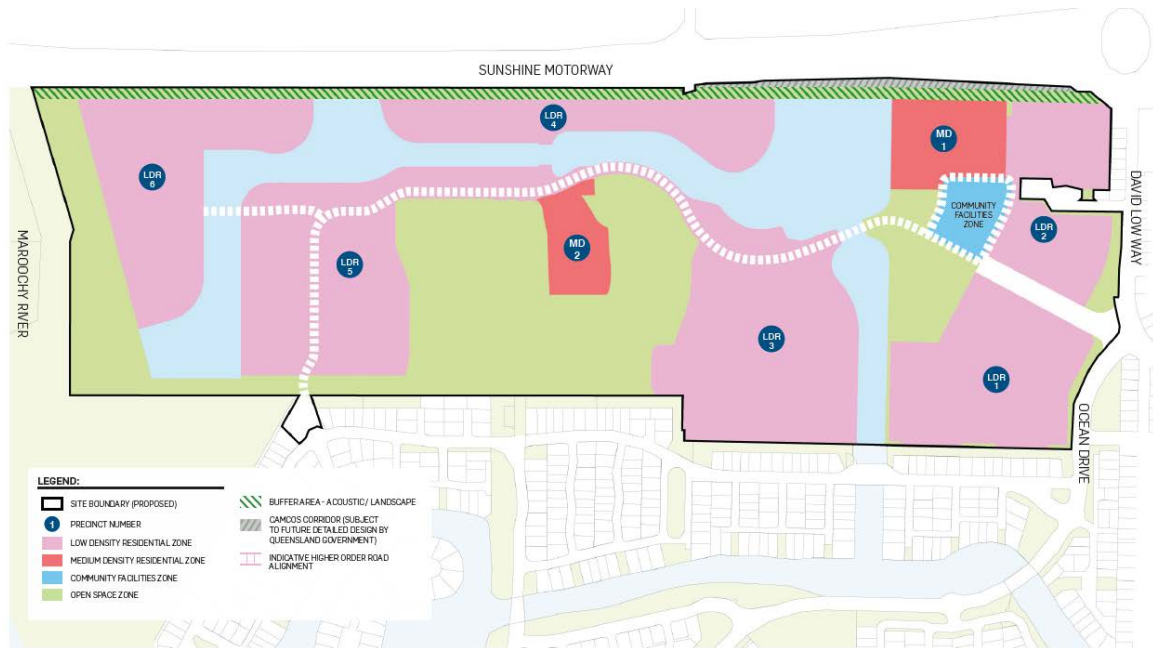 SUNSHINE MOTORWAY
LDR
4
MD
1
LDR
6
COMMUNITY
FACILITIES
ZONE
DAVID LOW WAY
LDR
2
MD
2
LDR
5
MAROOCHY RIVER
LDR
3
LDR
1
OCEAN DRIVE
LEGEND:
SITE BOUNDARY (PROPOSED)
1 PRECINCT NUMBER
LOW DENSITY RESIDENTIAL ZONE
MEDIUM DENSITY RESIDENTIAL ZONE
COMMUNITY FACILITIES ZONE
OPEN SPACE ZONE
BUFFER AREA - ACOUSTIC / LANDSCAPE
CAMCOS CORRIDOR (SUBJECT
TO FUTURE DETAILED DESIGN BY
QUEENSLAND GOVERNMENT)
INDICATIVE HIGHER ORDER ROAD
ALIGNMENT